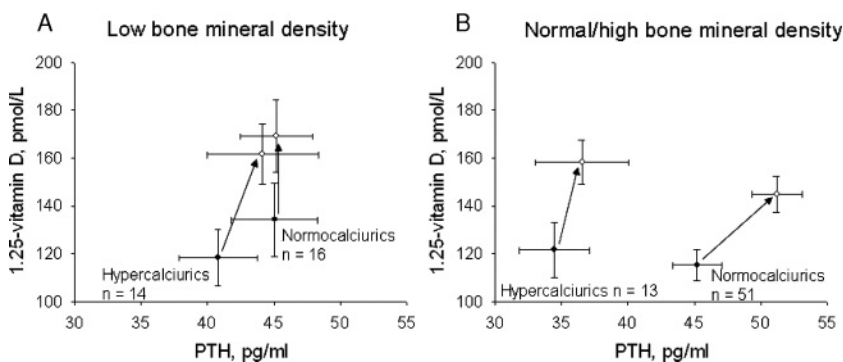 A
Low bone mineral density
1.25-vitamin D, pmol/L
200
180
160
140
120
100
Hypercalciurics
n = 14
Normocalciurics
n = 16
30
35
40
45
50
55
PTH, pg/ml
B
Normal/high bone mineral density
1.25-vitamin D, pmol/L
200
180
160
140
120
100
Hypercalciurics n = 13
Normocalciurics
n = 51
30
35
40
45
50
55
PTH, pg/ml